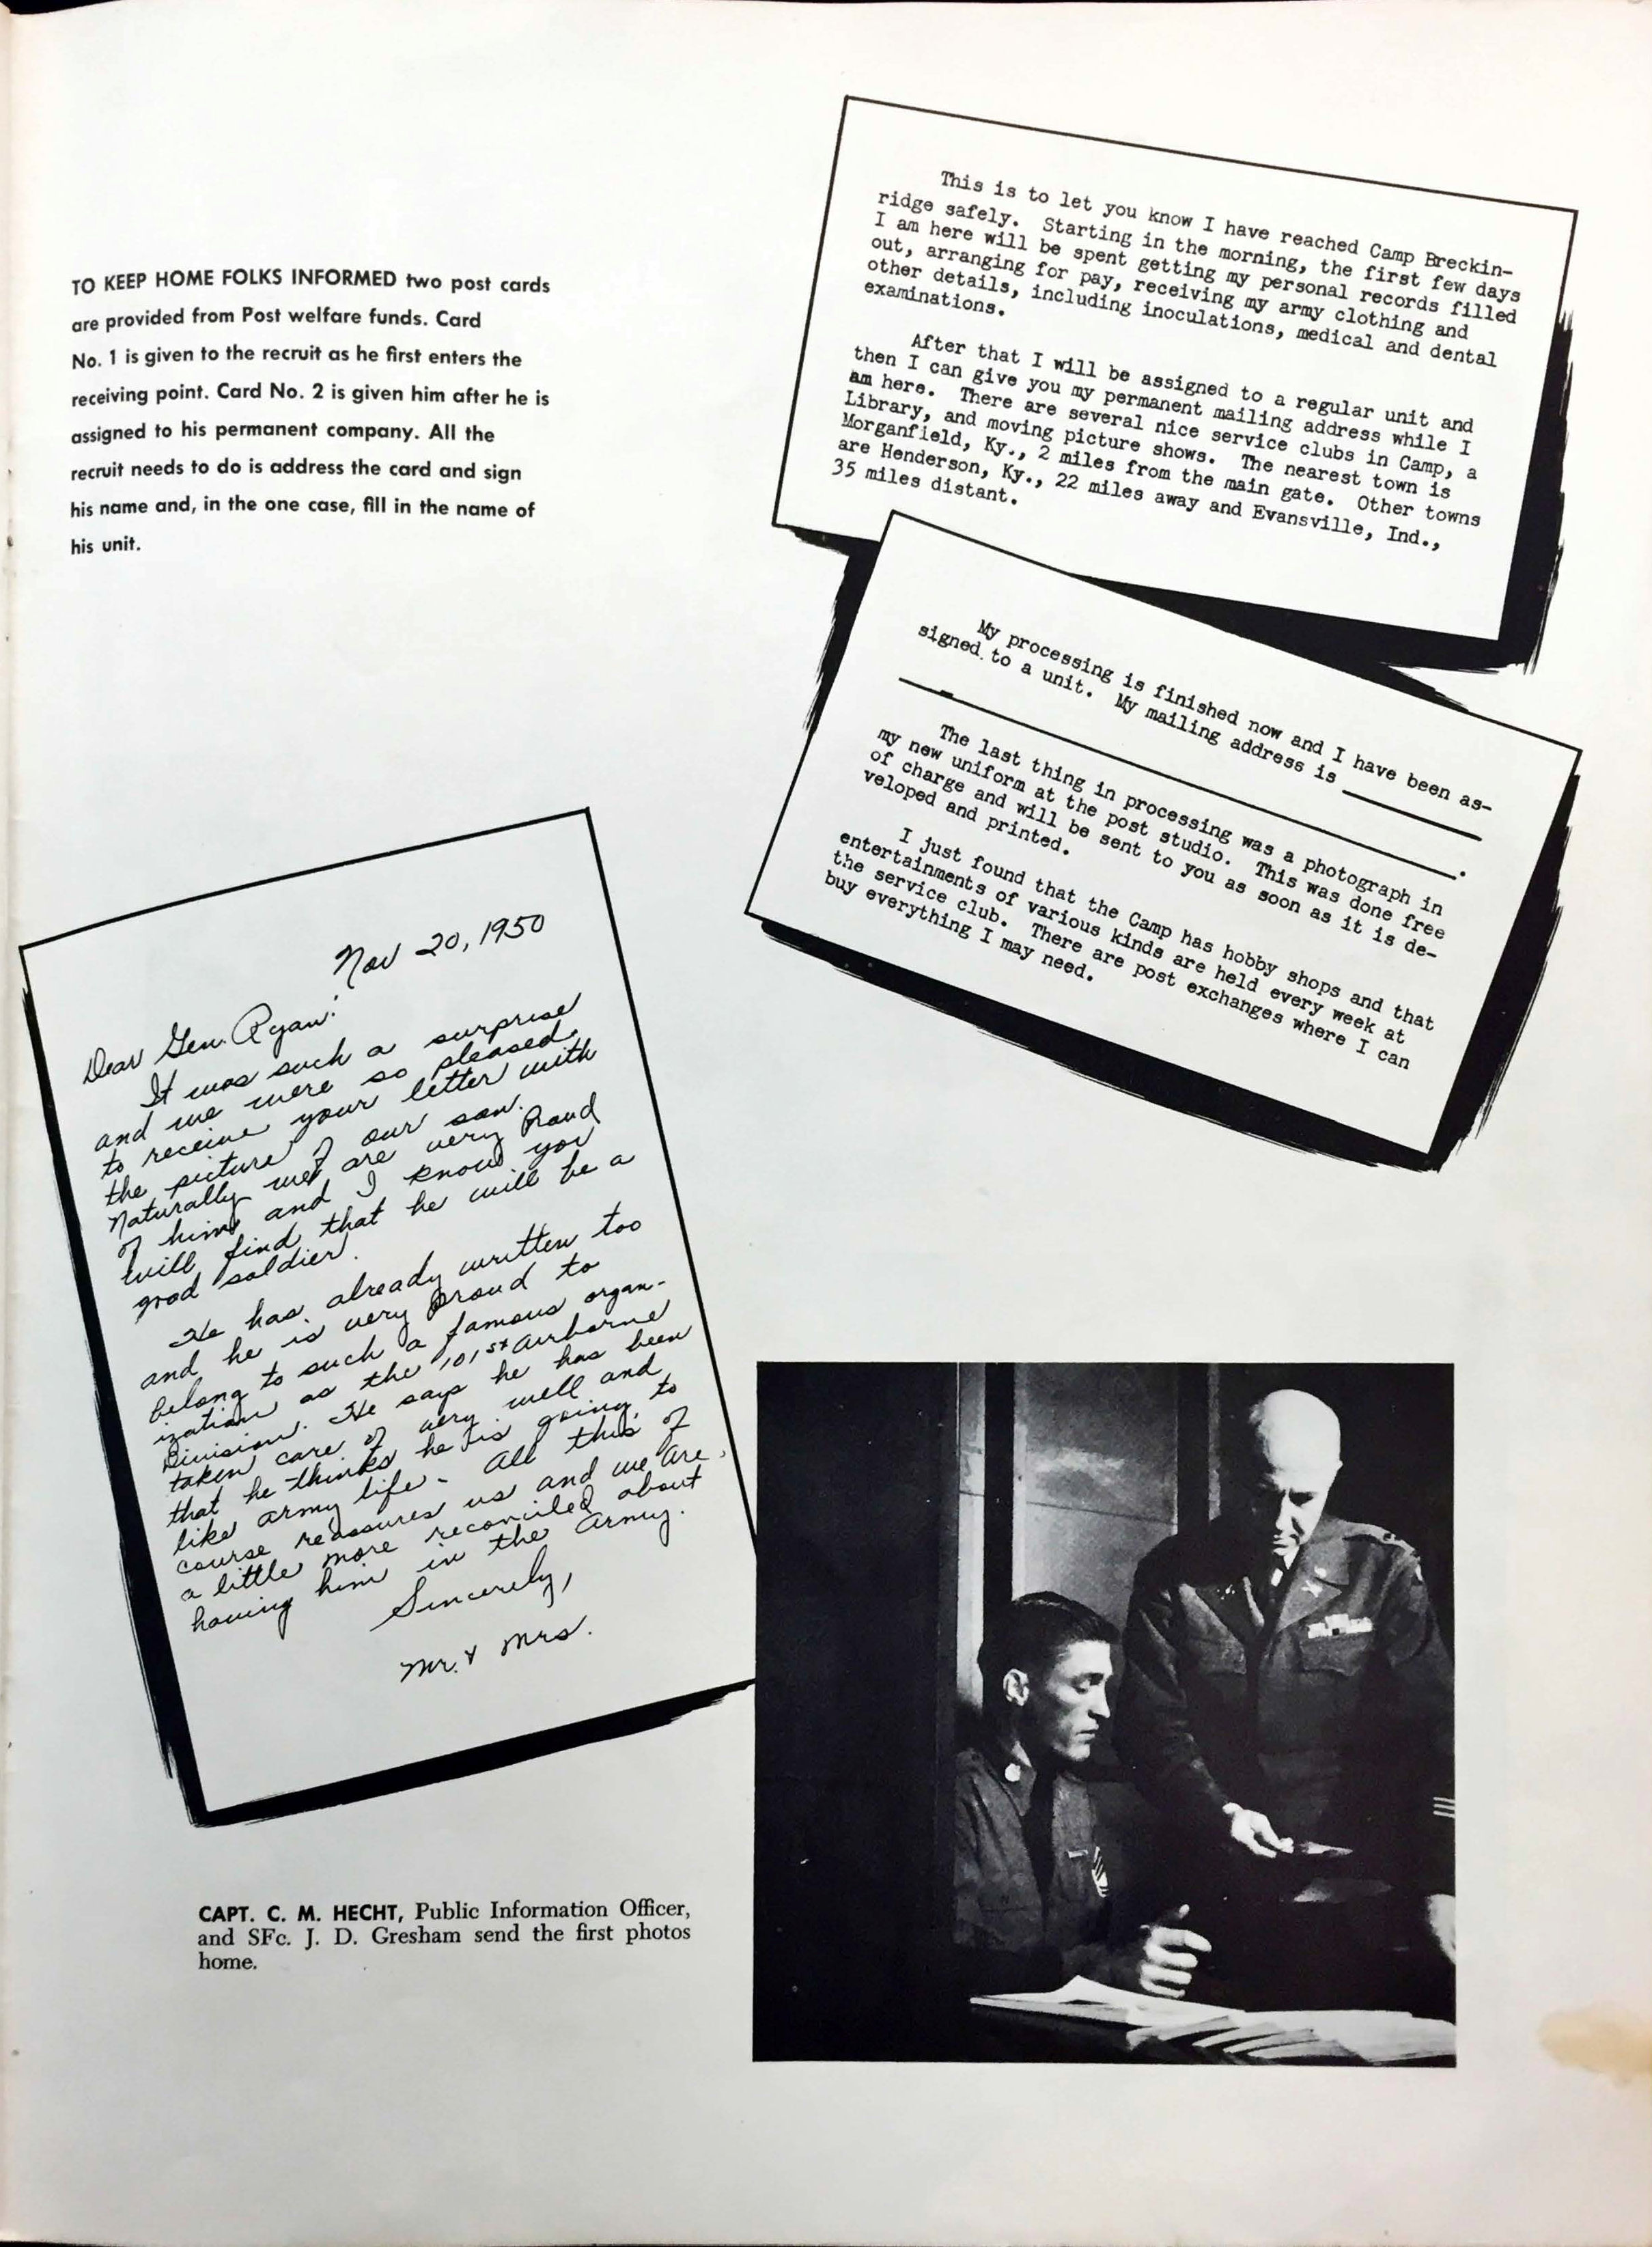 TO KEEP HOME FOLKS INFORMED two post cards
are provided from Post welfare funds. Card
No. 1 is given to the recruit as he first enters the
receiving point. Card No. 2 is given him after he is
assigned to his permanent company. All the
recruit needs to do is address the card and sign
his name and, in the one case, fill in the name of
his unit.
This is to let you know I have reached Camp Breckin-
ridge safely. Starting in the morning, the first few days
I am here will be spent getting my personal records filled
out, arranging for pay, receiving my army clothing and
other details, including inoculations, medical and dental
examinations.
After that I will be assigned to a regular unit and
then I can give you my permanent mailing address while I
am here. There are several nice service clubs in Camp, a
Library, and moving picture shows. The nearest town is
Morganfield, Ky., 2 miles from the main gate. Other towns
are Henderson, Ky., 22 miles away and Evansville, Ind.,
35 miles distant.
My processing is finished now and I have been as-
signed to a unit. My mailing address is
.
The last thing in processing was a photograph in
my new uniform at the post studio. This was done free
of charge and will be sent to you as soon as it is de-
veloped and printed.
I just found that the Camp has hobby shops and that
entertainments of various kinds are held every week at
the service club. There are post exchanges where I can
buy everything I may need.
Nov 20, 1950
Dear Gen. Ryan:
It was such a surprise
and we were so pleased
to receive your letter with
the picture of our son.
Naturally we are very Proud
of him and I know you
will find that he will be a
good soldier.
He has already written too
and he is very proud to
belong to such a famous organ-
ization as the 101st Airborne
Division. He says he has been
taken care of very well and
that he thinks he is going to
like army life - All this of
course reassures us and we are
a little more reconciled about
having him in the Army.
Sincerely,
Mr. & Mrs.
CAPT. C. M. HECHT, Public Information Officer,
and SFc. J. D. Gresham send the first photos
home.